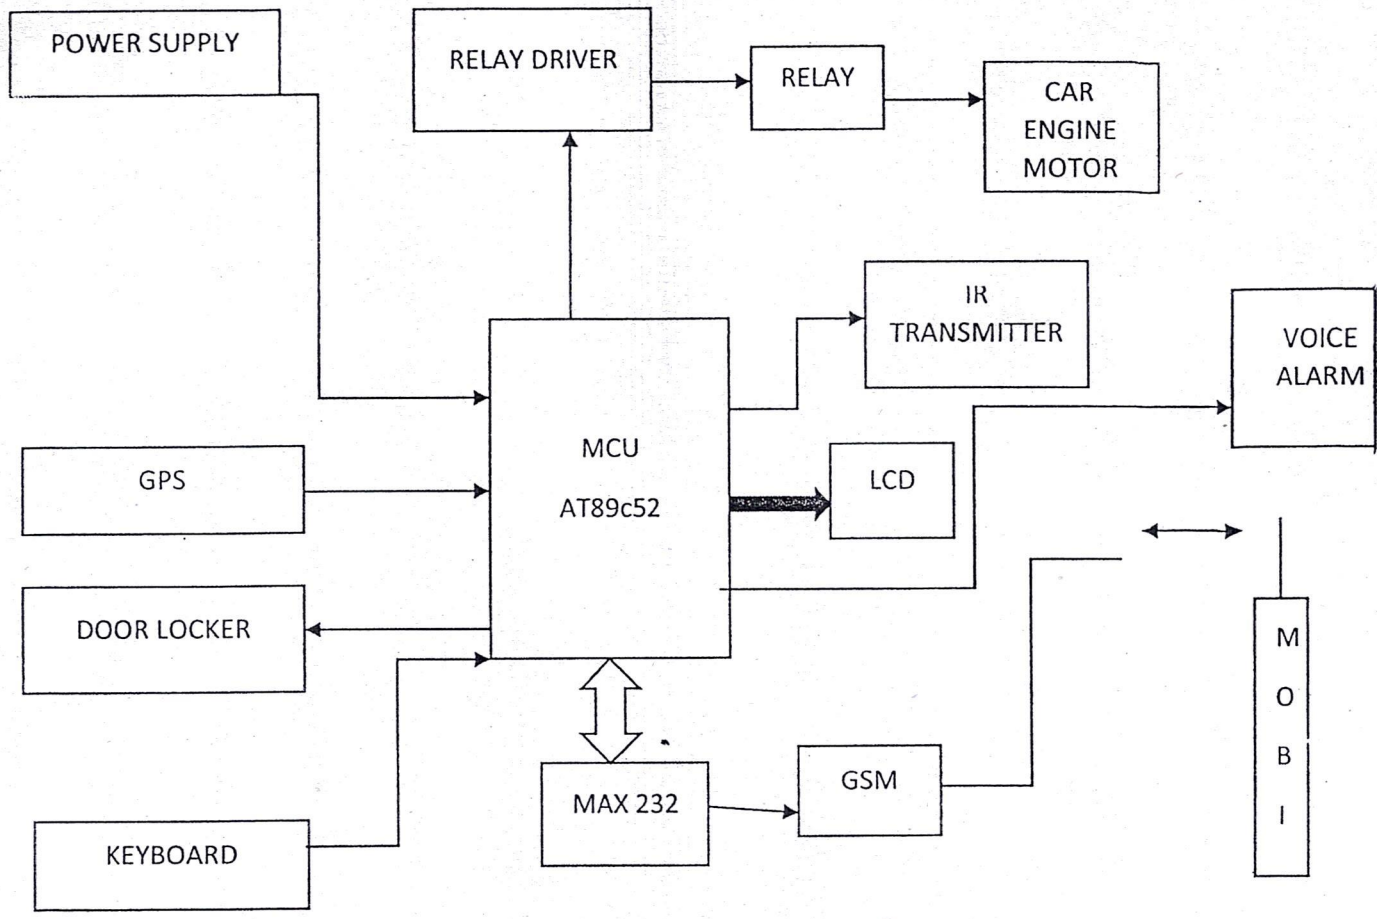 POWER SUPPLY
RELAY DRIVER
RELAY
CAR
ENGINE
MOTOR
IR
TRANSMITTER
VOICE
ALARM
MCU
AT89c52
LCD
GPS
DOOR LOCKER
KEYBOARD
MAX 232
GSM
M
O
B
I